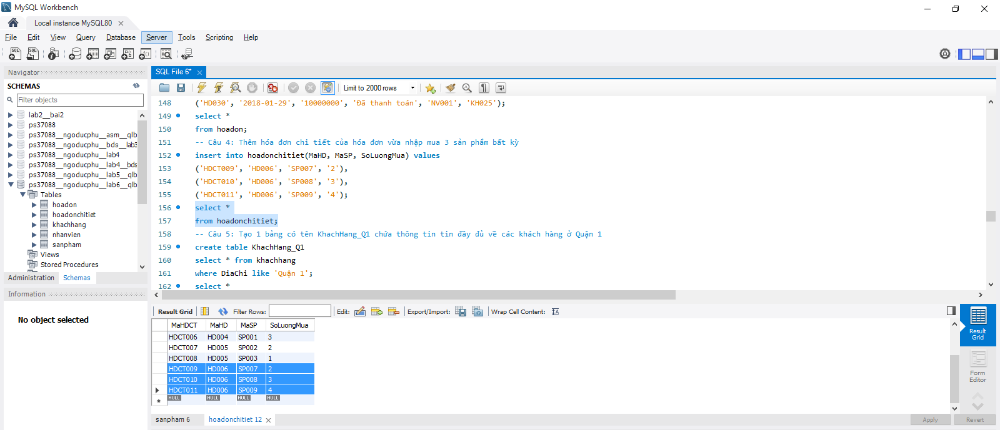 MySQL Workbench
Local instance MySQL80
File Edit View Query Database Server Tools Scripting Help
Navigator
SCHEMAS
Filter objects
lab2__bai2
ps37088
ps37088__ngoducphu__asm__qlb
ps37088__ngoducphu__bds__lab3
ps37088__ngoducphu__lab4
ps37088__ngoducphu__lab4__bds
ps37088__ngoducphu__lab5__qlb
ps37088__ngoducphu__lab6__qlb
Tables
hoadon
hoadonchitiet
khachhang
nhanvien
sanpham
Views
Stored Procedures
Administration Schemas
Information
No object selected
SQL File 6*
Limit to 2000 rows
148 ('HD030', '2018-01-29', '10000000', 'Đã thanh toán', 'NV001', 'KH025');
149 select *
150 from hoadon;
151 -- Câu 4: Thêm hóa đơn chi tiết của hóa đơn vừa nhập mua 3 sản phẩm bất kỳ
152 insert into hoadonchitiet(MaHD, MaSP, SoLuongMua) values
153 ('HDCT009', 'HD006', 'SP007', '2'),
154 ('HDCT010', 'HD006', 'SP008', '3'),
155 ('HDCT011', 'HD006', 'SP009', '4');
156 select *
157 from hoadonchitiet;
158 -- Câu 5: Tạo 1 bảng có tên KhachHang_Q1 chứa thông tin tin đầy đủ về các khách hàng ở Quận 1
159 create table KhachHang_Q1
160 select * from khachhang
161 where DiaChi like 'Quận 1';
162 select *
Result Grid Filter Rows: Edit: Export/Import: Wrap Cell Content:
MaHDCT MaHD MaSP SoLuongMua
HDCT006 HD004 SP001 3
HDCT007 HD005 SP002 2
HDCT008 HD005 SP003 1
HDCT009 HD006 SP007 2
HDCT010 HD006 SP008 3
HDCT011 HD006 SP009 4
NULL NULL NULL NULL
Result
Grid
Form
Editor
sanpham 6 hoadonchitiet 12
Apply Revert